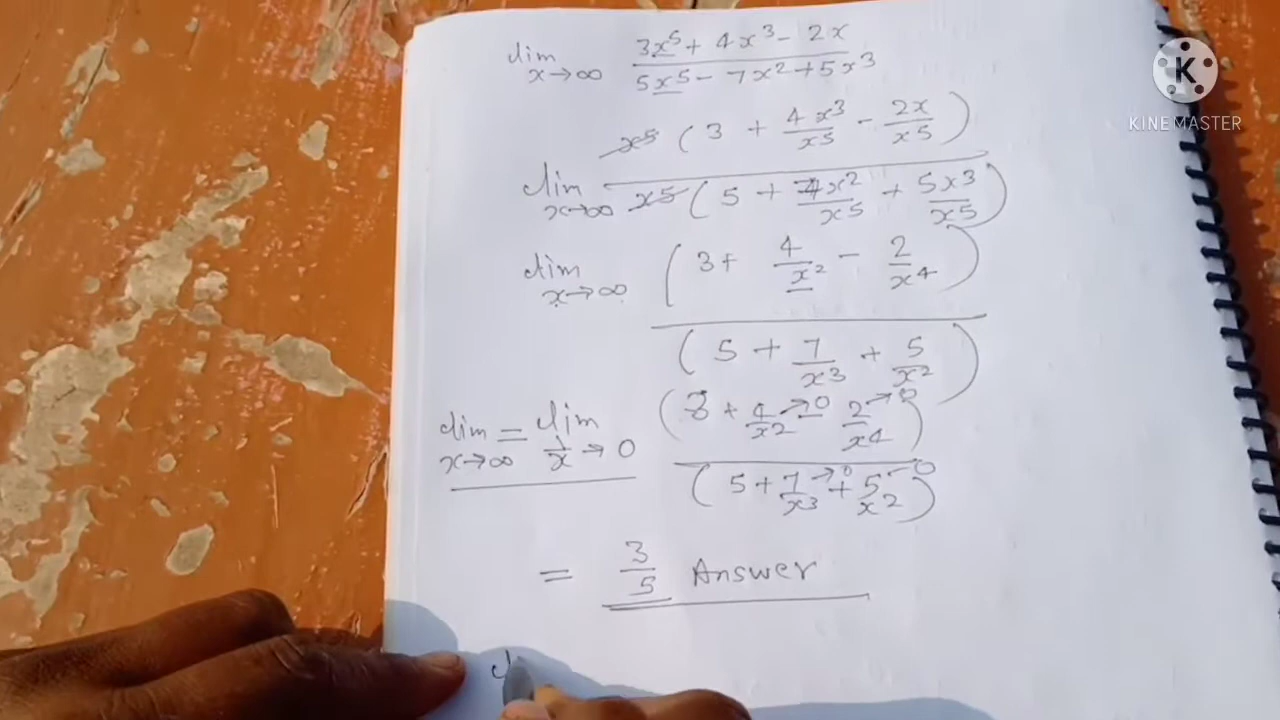 lim x→∞ 3x⁵ + 4x³ - 2x / 5x⁵ - 7x² + 5x³
K
KINEMASTER
lim x→∞ x⁵ ( 3 + 4x³/x⁵ - 2x/x⁵ ) / x⁵ ( 5 + 7x²/x⁵ + 5x³/x⁵ )
lim x→∞ ( 3 + 4/x² - 2/x⁴ ) / ( 5 + 7/x³ + 5/x² )
lim x→∞ = lim 1/x → 0 ( 3 + 4/x² → 0 2/x⁴ → 0 ) / ( 5 + 7/x³ → 0 + 5/x² → 0 )
= 3/5 Answer